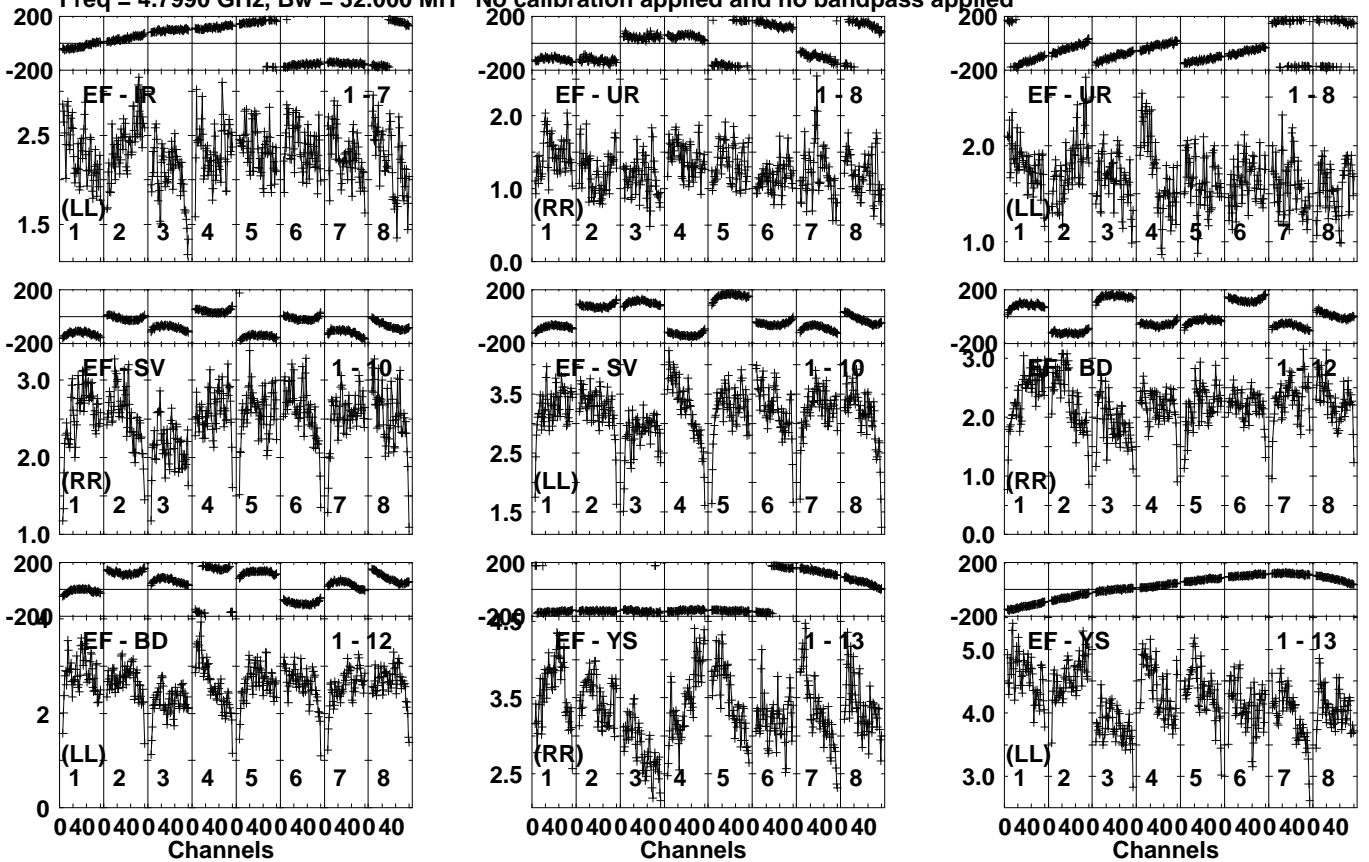 Freq = 4.7990 GHz, Bw = 32.000 MH No calibration applied and no bandpass applied
200 200 200
-200 -200 -200
EF - IR 1 - 7 EF - UR 1 - 8 EF - UR 1 - 8
2.5 2.0 2.0
1.0
1.5 (LL) (RR) (LL)
1 2 3 4 5 6 7 8 1 2 3 4 5 6 7 8 1 2 3 4 5 6 7 8
0.0 1.0
200 200 200
-200 -200 -200
EF - SV 1 - 10 EF - SV 1 - 10 EF - BD 1 - 12
3.0 3.5 3.0
2.0 2.5 2.0
(RR) (LL) 1.0 (RR)
1 2 3 4 5 6 7 8 1 2 3 4 5 6 7 8 1 2 3 4 5 6 7 8
1.0 1.5 0.0
200 200 200
-200 -200 -200
4 4.5
EF - BD 1 - 12 EF - YS 1 - 13 EF - YS 1 - 13
5.0
2 3.5 4.0
(LL) (RR) (LL)
1 2 3 4 5 6 7 8 1 2 3 4 5 6 7 8 1 2 3 4 5 6 7 8
0 2.5 3.0
0 40 0 40 0 40 0 40 0 40 0 40 0 40 0 40 0 40 0 40 0 40 0 40 0 40 0 40 0 40 0 40 0 40 0 40 0 40 0 40 0 40 0 40 0 40 0 40
Channels Channels Channels